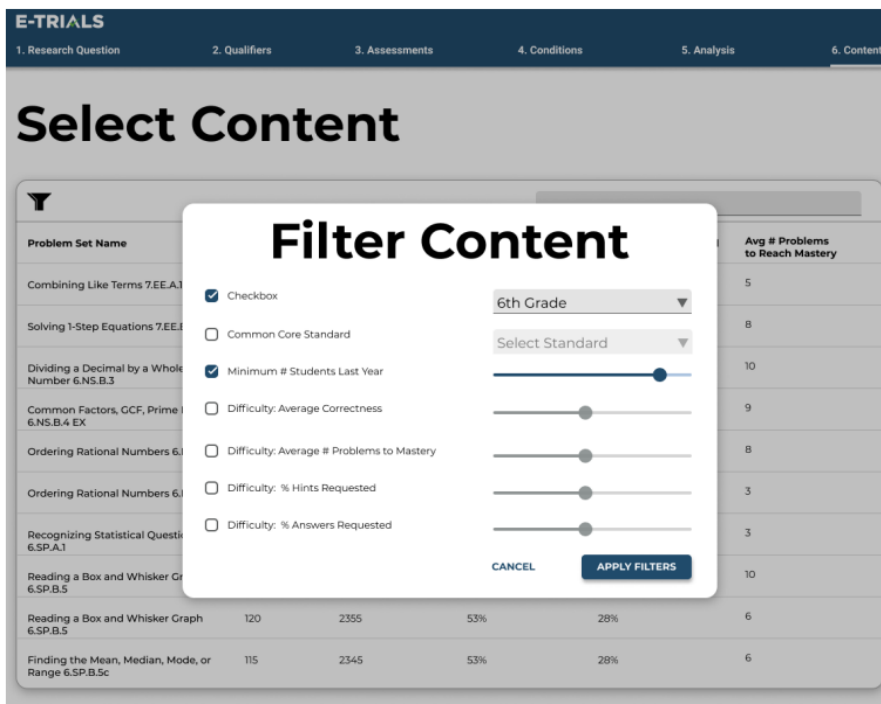 E-TRIALS
1. Research Question 2. Qualifiers 3. Assessments 4. Conditions 5. Analysis 6. Content
Select Content
Filter Content
Problem Set Name
Avg # Problems
to Reach Mastery
Checkbox 6th Grade
Common Core Standard Select Standard
Minimum # Students Last Year
Difficulty: Average Correctness
Difficulty: Average # Problems to Mastery
Difficulty: % Hints Requested
Difficulty: % Answers Requested
CANCEL APPLY FILTERS
Combining Like Terms 7.EE.A.1 5
Solving 1-Step Equations 7.EE. 8
Dividing a Decimal by a Whole 10
Number 6.NS.B.3
Common Factors, GCF, Prime 9
6.NS.B.4 EX
Ordering Rational Numbers 6. 8
Ordering Rational Numbers 6. 3
Recognizing Statistical 3
6.SP.A.1
Reading a Box and Whisker 10
6.SP.B.5
Reading a Box and Whisker Graph 120 2355 53% 28% 6
6.SP.B.5
Finding the Mean, Median, Mode, or 115 2345 53% 28% 6
Range 6.SP.B.5c